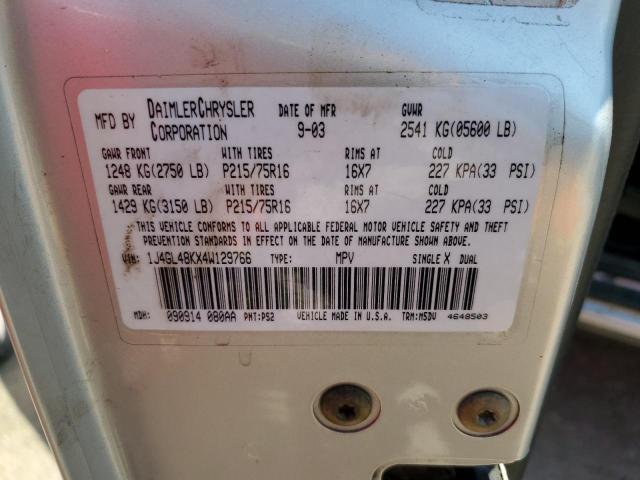 MFD BY DAIMLERCHRYSLER CORPORATION DATE OF MFR 9-03 GVWR 2541 KG(05600 LB)
GAWR FRONT WITH TIRES RIMS AT COLD
1248 KG(2750 LB) P215/75R16 16X7 227 KPA(33 PSI)
GAWR REAR WITH TIRES RIMS AT COLD
1429 KG(3150 LB) P215/75R16 16X7 227 KPA(33 PSI)
THIS VEHICLE CONFORMS TO ALL APPLICABLE FEDERAL MOTOR VEHICLE SAFETY AND THEFT
PREVENTION STANDARDS IN EFFECT ON THE DATE OF MANUFACTURE SHOWN ABOVE.
VIN: 1J4GL48KX4W129766 TYPE: MPV SINGLE X DUAL
MDH: 090914 080AA PNT:PS2 VEHICLE MADE IN U.S.A. TRM:M5DV 4648503